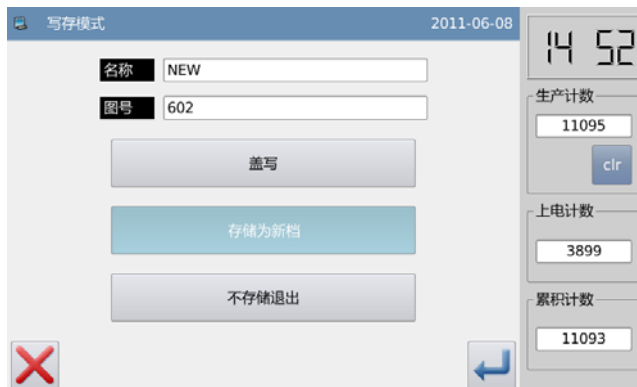 写存模式 2011-06-08
名称 NEW
图号 602
盖写
存储为新档
不存储退出
14 52
生产计数
11095
clr
上电计数
3899
累积计数
11093